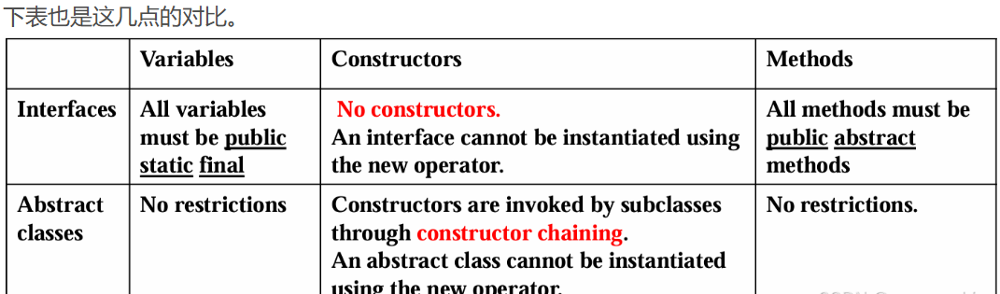 下表也是这几点的对比。
Variables Constructors Methods
Interfaces All variables must be public static final No constructors. An interface cannot be instantiated using the new operator. All methods must be public abstract methods
Abstract classes No restrictions Constructors are invoked by subclasses through constructor chaining. An abstract class cannot be instantiated using the new operator. No restrictions.